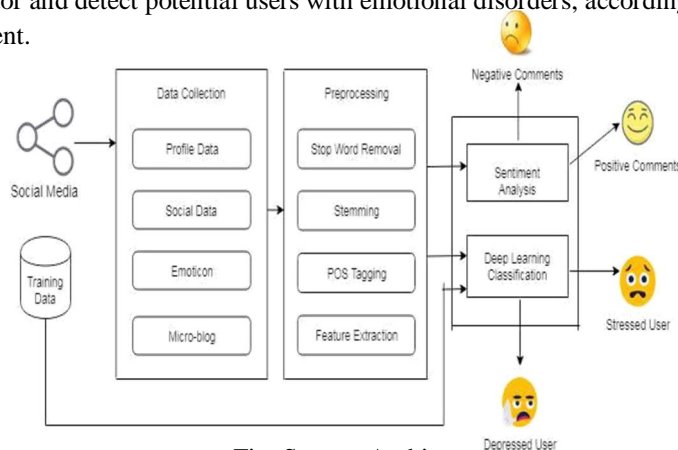 or and detect potential users with emotional disorders, according
ent.
Negative Comments
Data Collection
Preprocessing
Profile Data
Stop Word Removal
Positive Comments
Social Media
Sentiment
Analysis
Social Data
Stemming
Training
Data
Emoticon
POS Tagging
Deep Learning
Classification
Stressed User
Micro-blog
Feature Extraction
Depressed User